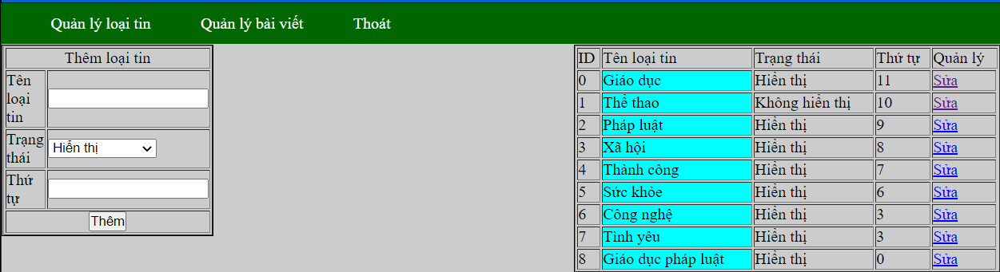 Quản lý loại tin Quản lý bài viết Thoát
Thêm loại tin
Tên
loại
tin
Trạng
thái
Hiển thị
Thứ
tự
Thêm
ID Tên loại tin Trạng thái Thứ tự Quản lý
0 Giáo dục Hiển thị 11 Sửa
1 Thể thao Không hiển thị 10 Sửa
2 Pháp luật Hiển thị 9 Sửa
3 Xã hội Hiển thị 8 Sửa
4 Thành công Hiển thị 7 Sửa
5 Sức khỏe Hiển thị 6 Sửa
6 Công nghệ Hiển thị 3 Sửa
7 Tình yêu Hiển thị 3 Sửa
8 Giáo dục pháp luật Hiển thị 0 Sửa